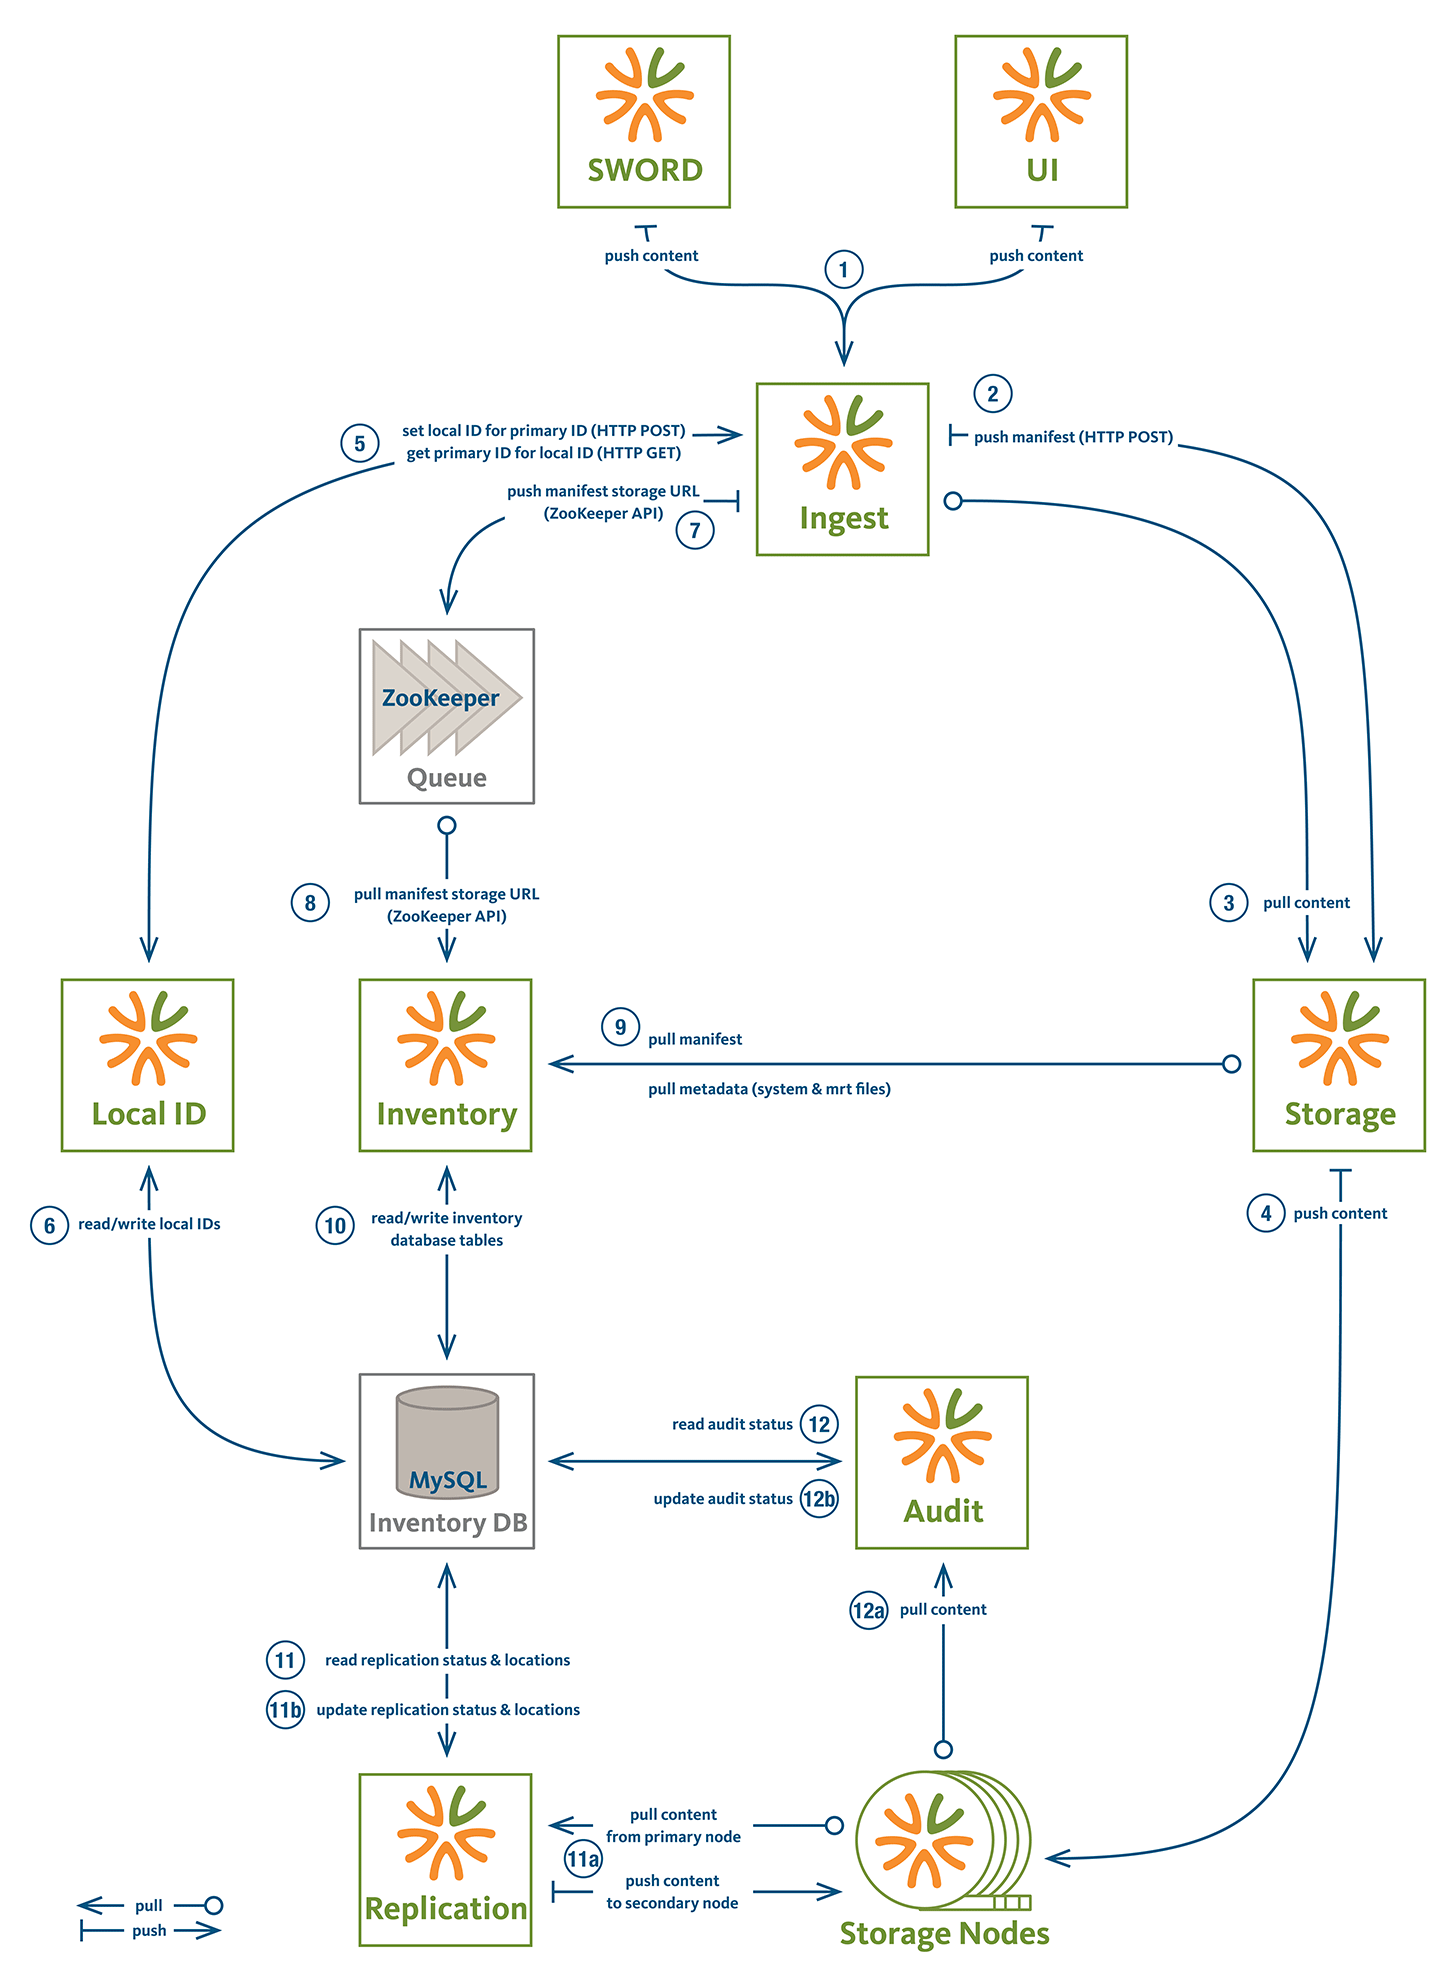 SWORD
UI
push content
push content
1
Ingest
2
push manifest (HTTP POST)
5
set local ID for primary ID (HTTP POST)
get primary ID for local ID (HTTP GET)
push manifest storage URL
(ZooKeeper API)
7
ZooKeeper
Queue
8
pull manifest storage URL
(ZooKeeper API)
3
pull content
Local ID
Inventory
9
pull manifest
pull metadata (system & mrt files)
Storage
6
read/write local IDs
10
read/write inventory
database tables
4
push content
MySQL
Inventory DB
read audit status
12
update audit status
12b
Audit
12a
pull content
11
read replication status & locations
11b
update replication status & locations
Replication
pull content
from primary node
11a
push content
to secondary node
Storage Nodes
pull
push